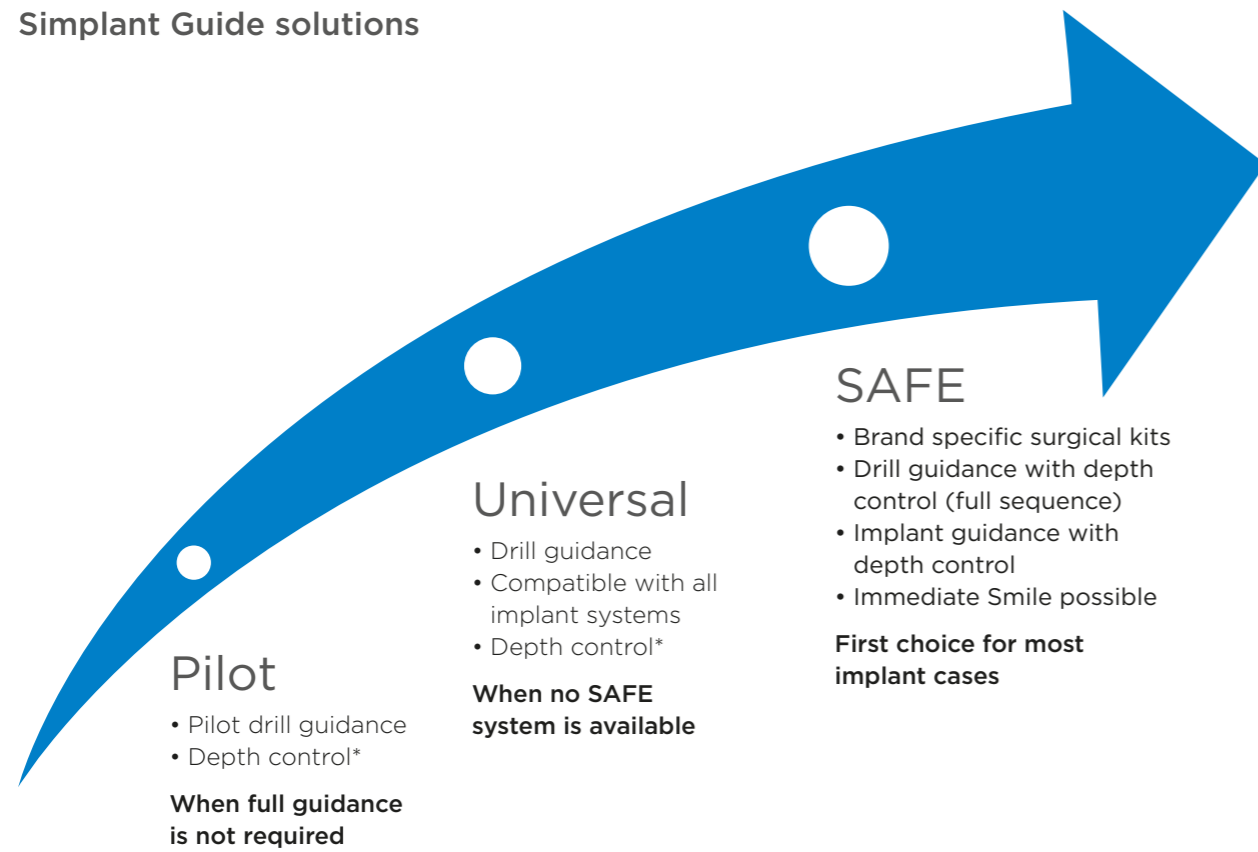 Simplant Guide solutions
Pilot
• Pilot drill guidance
• Depth control*
When full guidance
is not required
Universal
• Drill guidance
• Compatible with all
implant systems
• Depth control*
When no SAFE
system is available
SAFE
• Brand specific surgical kits
• Drill guidance with depth
control (full sequence)
• Implant guidance with
depth control
• Immediate Smile possible
First choice for most
implant cases